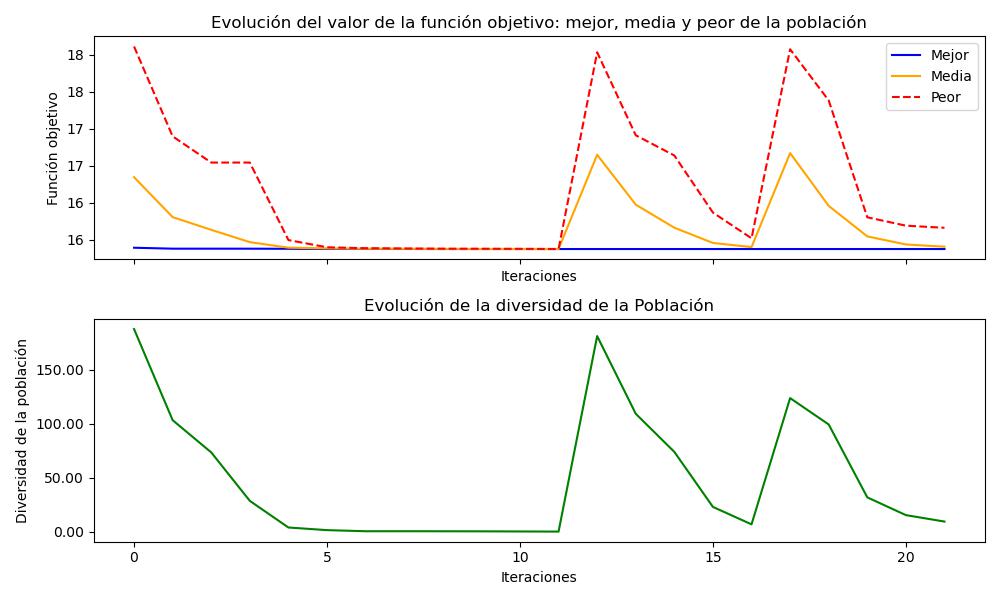 Evolución del valor de la función objetivo: mejor, media y peor de la población
Función objetivo
18
18
17
17
16
16
Mejor
Media
Peor
Iteraciones
Evolución de la diversidad de la Población
Diversidad de la población
150.00
100.00
50.00
0.00
0 5 10 15 20
Iteraciones